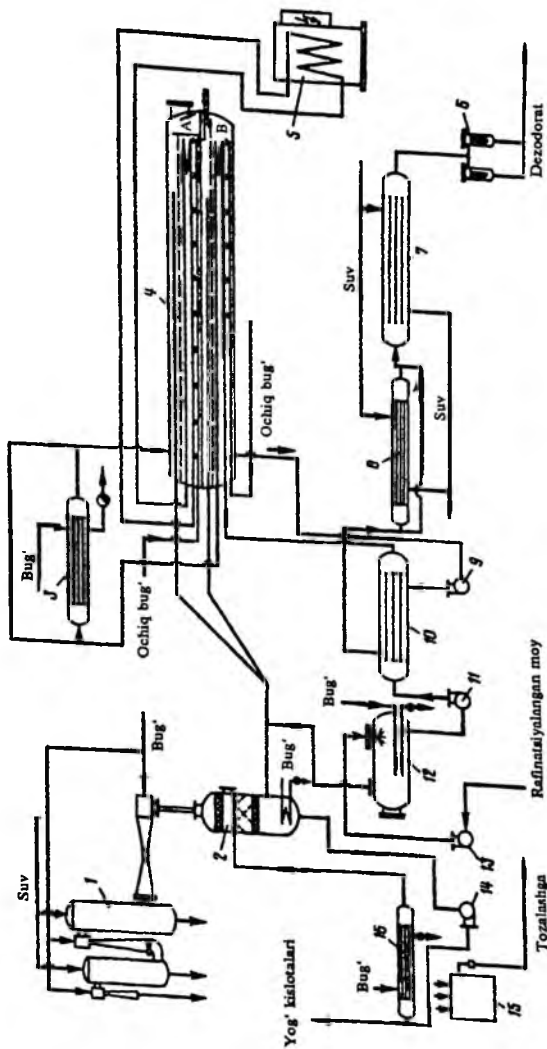 Suv
1
Bug'
Bug'
3
Ochiq bug'
4
A
B
5
2
Bug'
Ochiq bug'
Yog' kislotalari
Bug'
16
15
14
Tozalashga
13
Rafinatsiyalangan moy
12
Bug'
11
10
9
Suv
8
Suv
7
6
Dezodorat